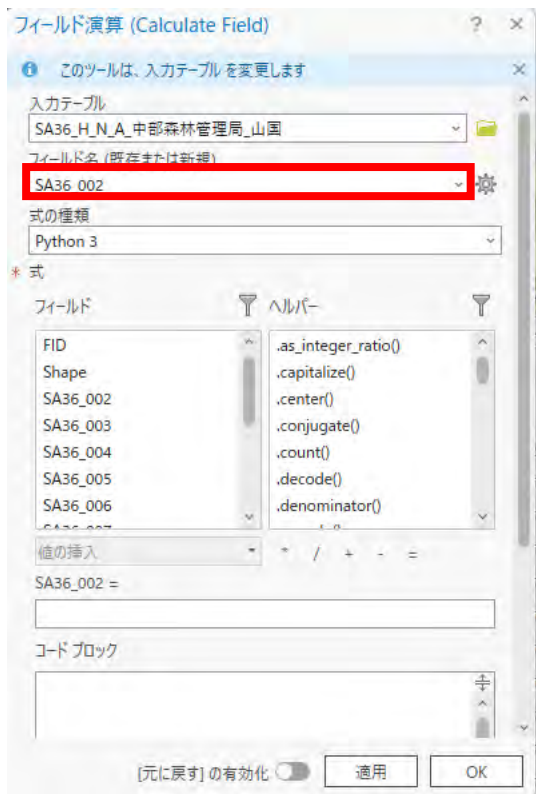 フィールド演算 (Calculate Field)
このツールは、入力テーブルを変更します
入力テーブル
SA36_H_N_A_中部森林管理局_山国
フィールド名 (既存または新規)
SA36_002
式の種類
Python 3
* 式
フィールド ヘルパー
FID .as_integer_ratio()
Shape .capitalize()
SA36_002 .center()
SA36_003 .conjugate()
SA36_004 .count()
SA36_005 .decode()
SA36_006 .denominator()
値の挿入 * / + - =
SA36_002 =
コード ブロック
[元に戻す] の有効化 適用 OK